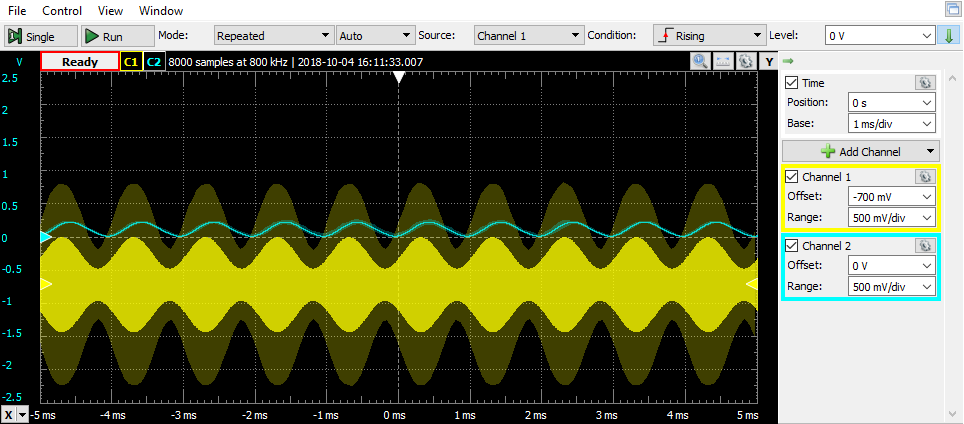 File Control View Window
Single Run Mode: Repeated Auto Source: Channel 1 Condition: Rising Level: 0 V
V Ready C1 C2 8000 samples at 800 kHz | 2018-10-04 16:11:33.007 Y
2.5
2
1.5
1
0.5
0
-0.5
-1
-1.5
-2
-2.5
X -5 ms -4 ms -3 ms -2 ms -1 ms 0 ms 1 ms 2 ms 3 ms 4 ms 5 ms
Time
Position: 0 s
Base: 1 ms/div
Add Channel
Channel 1
Offset: -700 mV
Range: 500 mV/div
Channel 2
Offset: 0 V
Range: 500 mV/div